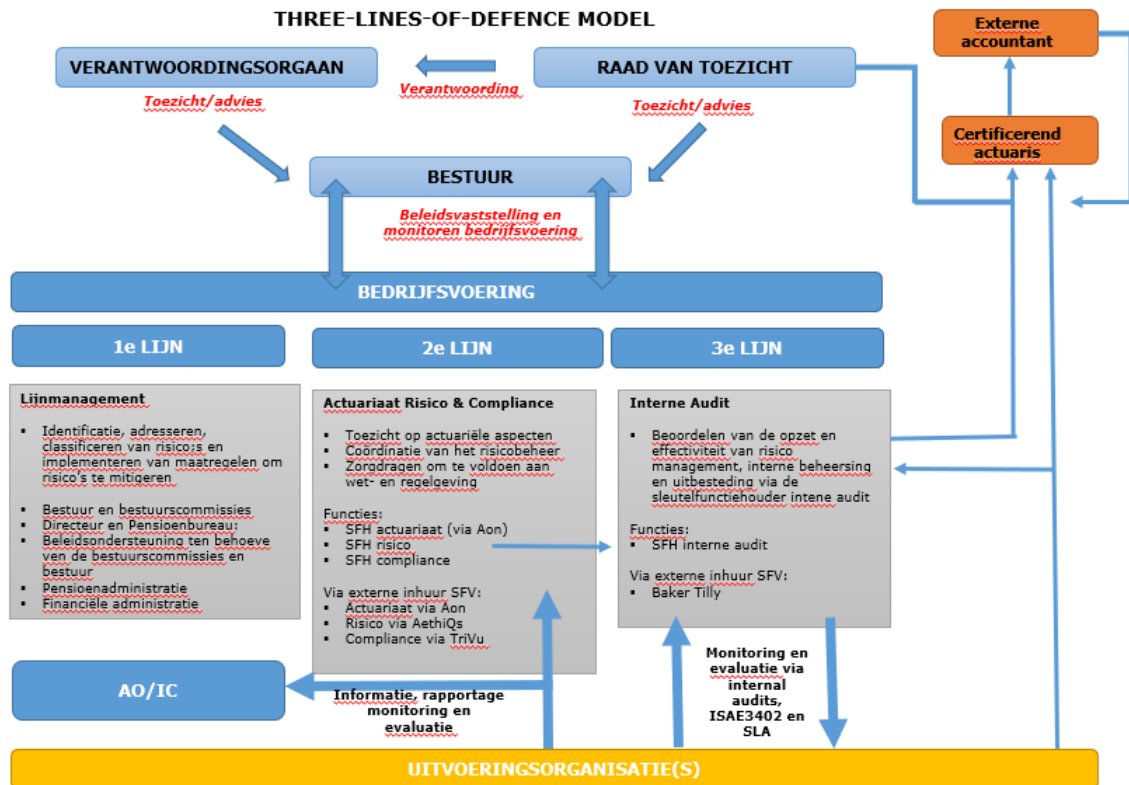 THREE-LINES-OF-DEFENCE MODEL
Externe
accountant
VERANTWOORDINGSORGAAN
RAAD VAN TOEZICHT
Verantwoording
Toezicht/advies
Toezicht/advies
Certificerend
actuaris
BESTUUR
Beleidsvaststelling en
monitoren bedrijfsvoering
BEDRIJFSVOERING
1e LIJN
2e LIJN
3e LIJN
Lijnmanagement
▪ Identificatie, adresseren,
classificeren van risico;s en
implementeren van maatregelen om
risico's te mitigeren
▪ Bestuur en bestuurscommissies
▪ Directeur en Pensioenbureau:
▪ Beleidsondersteuning ten behoeve
ven de bestuurscommissies en
bestuur
▪ Pensioenadministratie
▪ Financiële administratie
Actuariaat Risico & Compliance
▪ Toezicht op actuariële aspecten
▪ Coördinatie van het risicobeheer
▪ Zorgdragen om te voldoen aan
wet- en regelgeving
Functies:
▪ SFH actuariaat (via Aon)
▪ SFH risico
▪ SFH compliance
Via externe inhuur SFV:
▪ Actuariaat via Aon
▪ Risico via AethiQs
▪ Compliance via TriVu
Interne Audit
▪ Beoordelen van de opzet en
effectiviteit van risico
management, interne beheersing
en uitbesteding via de
sleutelfunctiehouder intene audit
Functies:
▪ SFH interne audit
Via externe inhuur SFV:
▪ Baker Tilly
AO/IC
Informatie, rapportage
monitoring en
evaluatie
Monitoring en
evaluatie via
internal
audits,
ISAE3402 en
SLA
UITVOERINGSORGANISATIE(S)